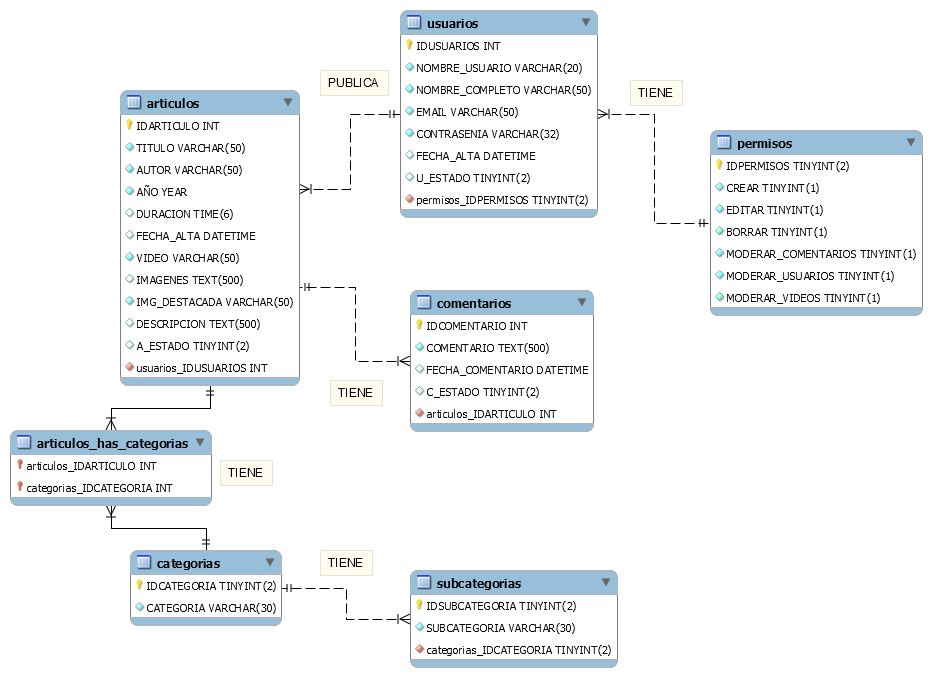 usuarios
IDUSUARIOS INT
NOMBRE_USUARIO VARCHAR(20)
NOMBRE_COMPLETO VARCHAR(50)
EMAIL VARCHAR(50)
CONTRASENIA VARCHAR(32)
FECHA_ALTA DATETIME
U_ESTADO TINYINT(2)
permisos_IDPERMISOS TINYINT(2)
PUBLICA
TIENE
articulos
IDARTICULO INT
TITULO VARCHAR(50)
AUTOR VARCHAR(50)
AÑO YEAR
DURACION TIME(6)
FECHA_ALTA DATETIME
VIDEO VARCHAR(50)
IMAGENES TEXT(500)
IMG_DESTACADA VARCHAR(50)
DESCRIPCION TEXT(500)
A_ESTADO TINYINT(2)
usuarios_IDUSUARIOS INT
permisos
IDPERMISOS TINYINT(2)
CREAR TINYINT(1)
EDITAR TINYINT(1)
BORRAR TINYINT(1)
MODERAR_COMENTARIOS TINYINT(1)
MODERAR_USUARIOS TINYINT(1)
MODERAR_VIDEOS TINYINT(1)
comentarios
IDCOMENTARIO INT
COMENTARIO TEXT(500)
FECHA_COMENTARIO DATETIME
C_ESTADO TINYINT(2)
articulos_IDARTICULO INT
TIENE
articulos_has_categorias
articulos_IDARTICULO INT
categorias_IDCATEGORIA INT
TIENE
categorias
IDCATEGORIA TINYINT(2)
CATEGORIA VARCHAR(30)
TIENE
subcategorias
IDSUBCATEGORIA TINYINT(2)
SUBCATEGORIA VARCHAR(30)
categorias_IDCATEGORIA TINYINT(2)